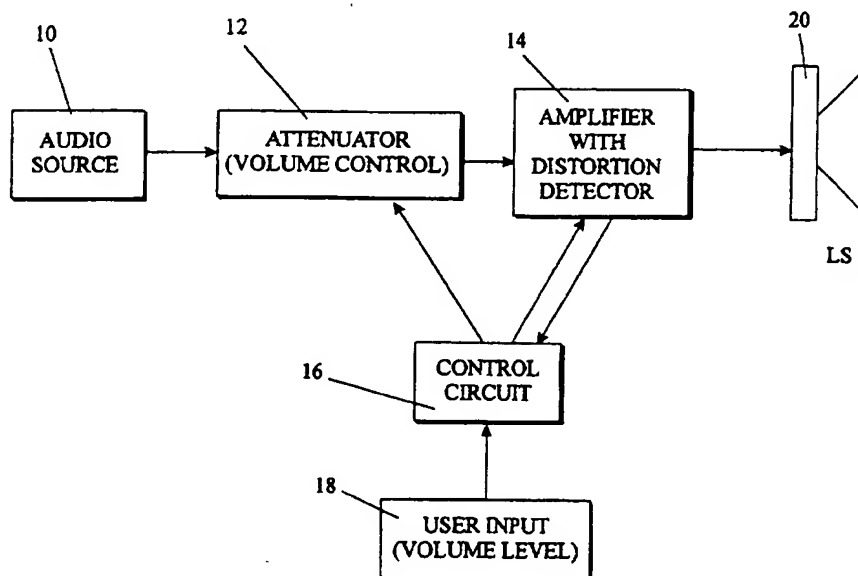 10
12
14
20
AUDIO
SOURCE
ATTENUATOR
(VOLUME CONTROL)
AMPLIFIER
WITH
DISTORTION
DETECTOR
LS
16
CONTROL
CIRCUIT
18
USER INPUT
(VOLUME LEVEL)